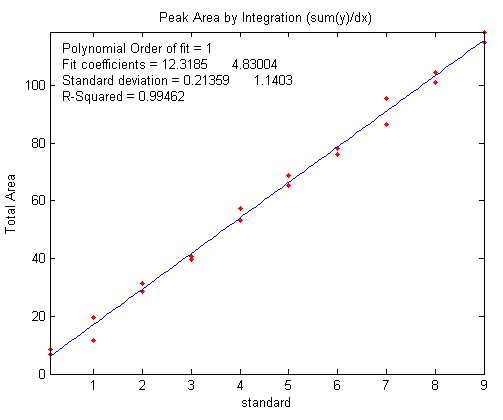 Peak Area by Integration (sum(y)/dx)
Polynomial Order of fit = 1
Fit coefficients = 12.3185 4.83004
Standard deviation = 0.21359 1.1403
R-Squared = 0.99462
Total Area
100
80
60
40
20
0
1 2 3 4 5 6 7 8 9
standard